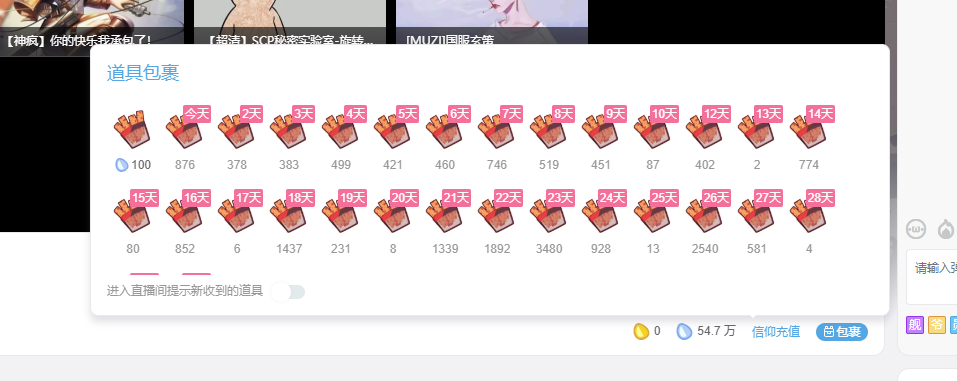 【神疯】你的快乐我承包了！
【超清】SCP秘密实验室-旋转...
[MUZI]国服玄策
道具包裹
今天 2天 3天 4天 5天 6天 7天 8天 9天 10天 12天 13天 14天
100 876 378 383 499 421 460 746 519 451 87 402 2 774
15天 16天 17天 18天 19天 20天 21天 22天 23天 24天 25天 26天 27天 28天
80 852 6 1437 231 8 1339 1892 3480 928 13 2540 581 4
进入直播间提示新收到的道具
请输入弹
0 54.7 万 信仰充值 包裹
舰 爷